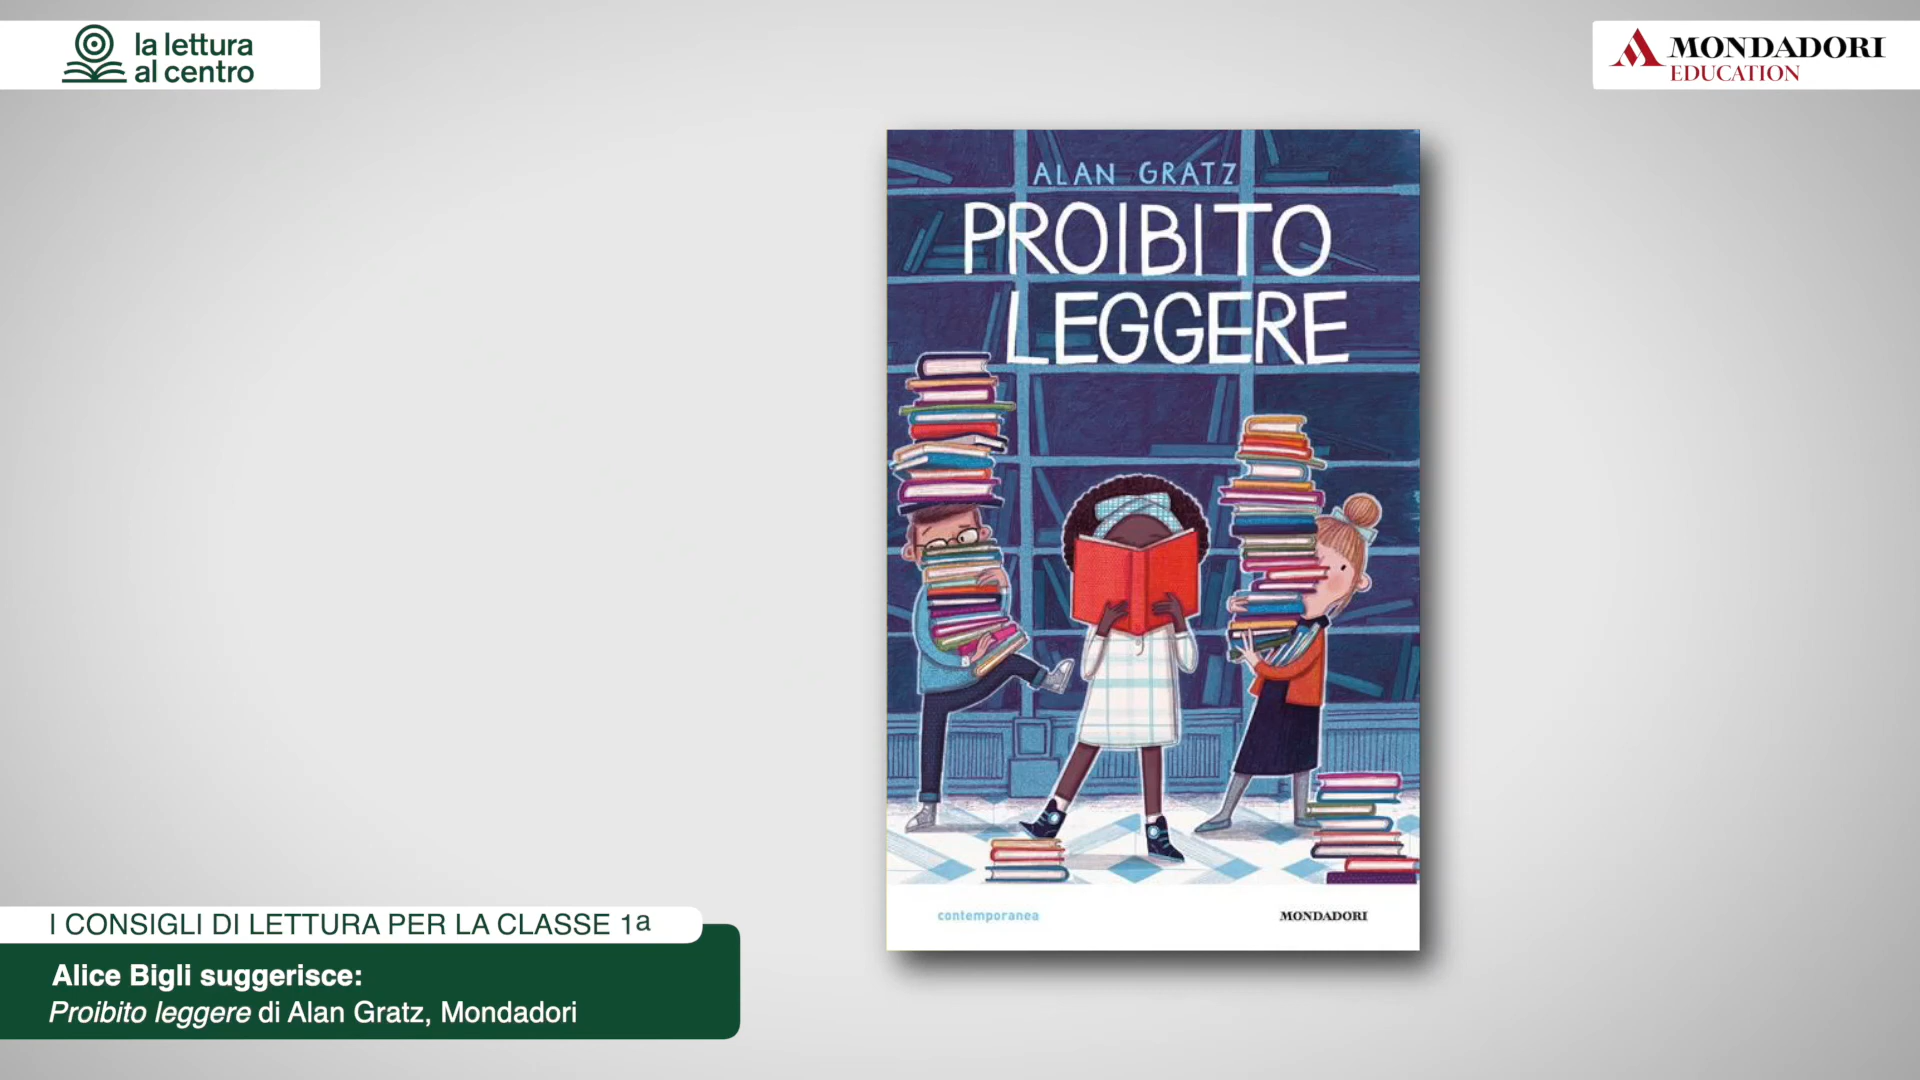 la lettura
al centro
MONDADORI
EDUCATION
ALAN GRATZ
PROIBITO
LEGGERE
contemporanea
MONDADORI
I CONSIGLI DI LETTURA PER LA CLASSE 1a
Alice Bigli suggerisce:
Proibito leggere di Alan Gratz, Mondadori